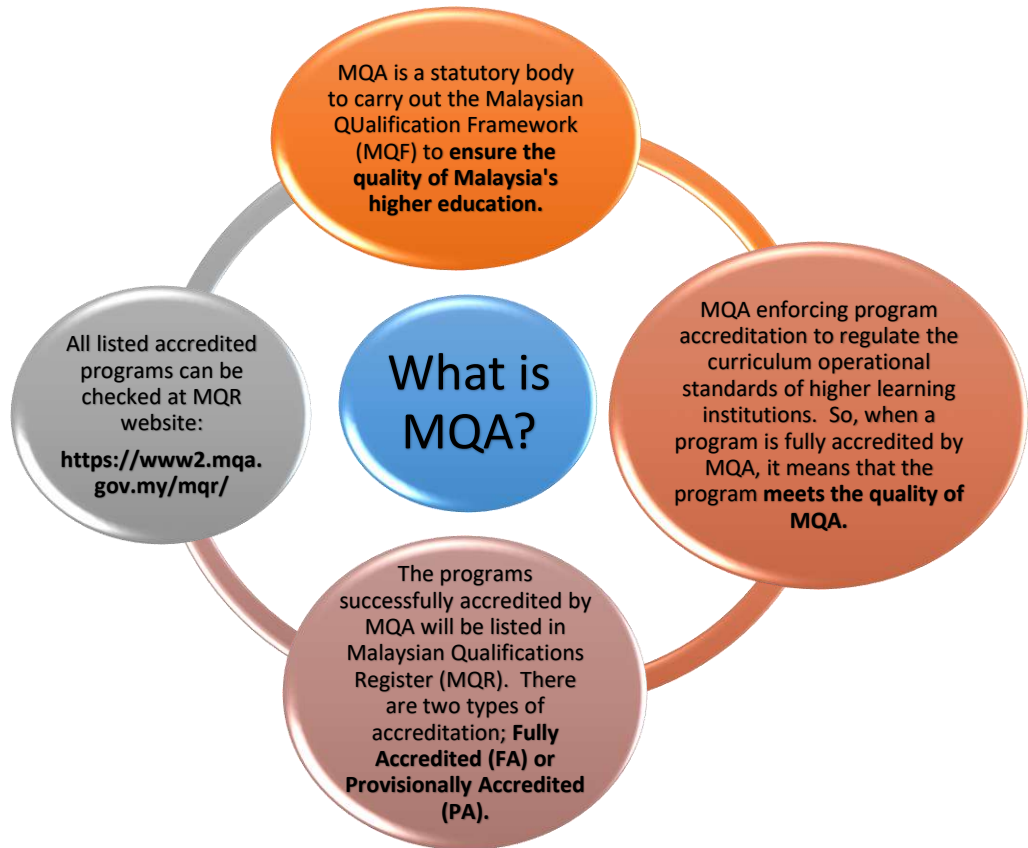 What is
MQA?
MQA is a statutory body
to carry out the Malaysian
QUalification Framework
(MQF) to ensure the
quality of Malaysia's
higher education.
MQA enforcing program
accreditation to regulate the
curriculum operational
standards of higher learning
institutions. So, when a
program is fully accredited by
MQA, it means that the
program meets the quality of
MQA.
The programs
successfully accredited by
MQA will be listed in
Malaysian Qualifications
Register (MQR). There
are two types of
accreditation; Fully
Accredited (FA) or
Provisionally Accredited
(PA).
All listed accredited
programs can be
checked at MQR
website:
https://www2.mqa.
gov.my/mqr/